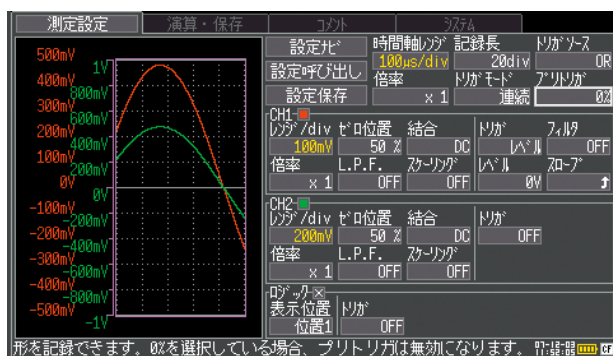 測定設定 演算・保存 コメント システム
設定ナビ 時間軸レンジ 記録長 トリガソース
100µs/div 20div OR
設定呼び出し 倍率 トリガモード プリトリガ
設定保存 × 1 連続 0%
CH1-
レンジ/div ゼロ位置 結合 トリガ フィルタ
100mV 50 % DC レベル OFF
倍率 L.P.F. スケーリング レベル スロープ
× 1 OFF OFF 0V
CH2-
レンジ/div ゼロ位置 結合 トリガ
200mV 50 % DC OFF
倍率 L.P.F. スケーリング
× 1 OFF OFF
ロジック
表示位置 トリガ
位置1 OFF
500mV
1V
400mV
800mV
300mV
600mV
200mV
400mV
100mV
200mV
0V
0V
-100mV
-200mV
-200mV
-400mV
-300mV
-600mV
-400mV
-800mV
-500mV
-1V
形を記録できます。0%を選択している場合、プリトリガは無効になります。 CF